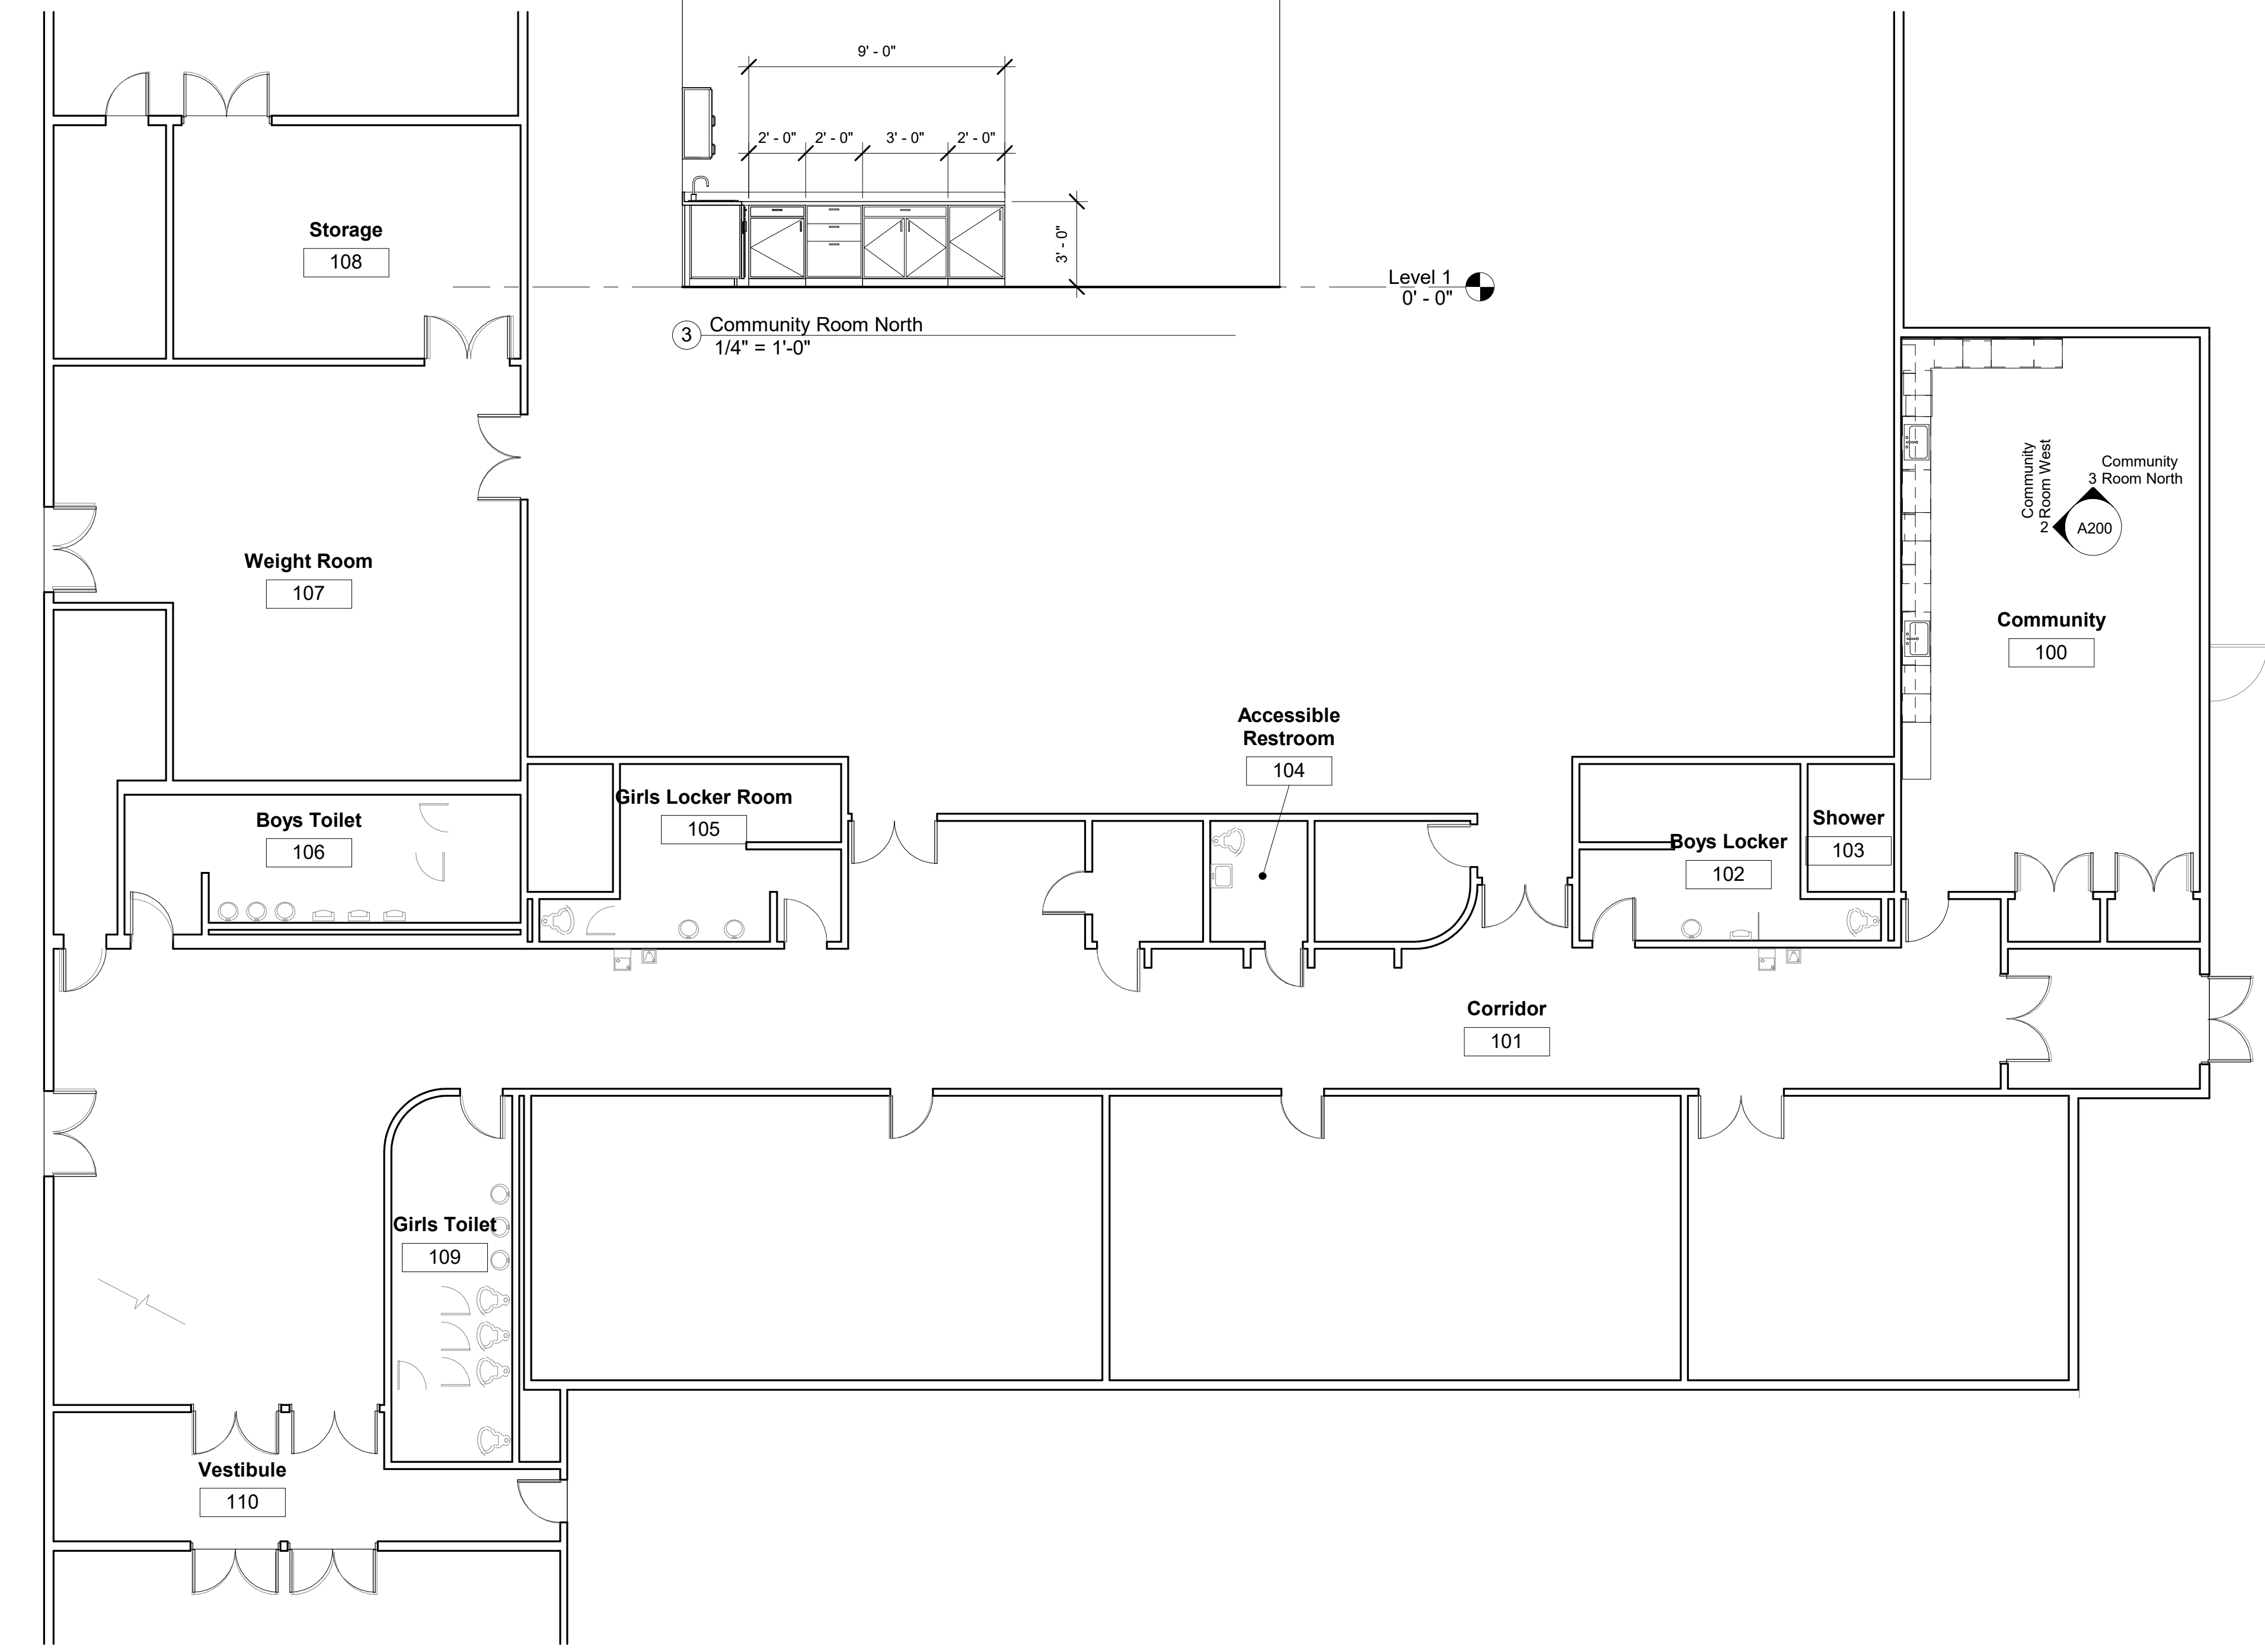 9' - 0"
2' - 0"
2' - 0"
3' - 0"
2' - 0"
3' - 0"
Level 1
0' - 0"
3
Community Room North
1/4" = 1'-0"
Storage
108
Weight Room
107
Community
Room West
2
Community
3 Room North
A200
Community
100
Accessible
Restroom
104
Girls Locker Room
105
Boys Toilet
106
Shower
103
Boys Locker
102
Corridor
101
Girls Toilet
109
Vestibule
110